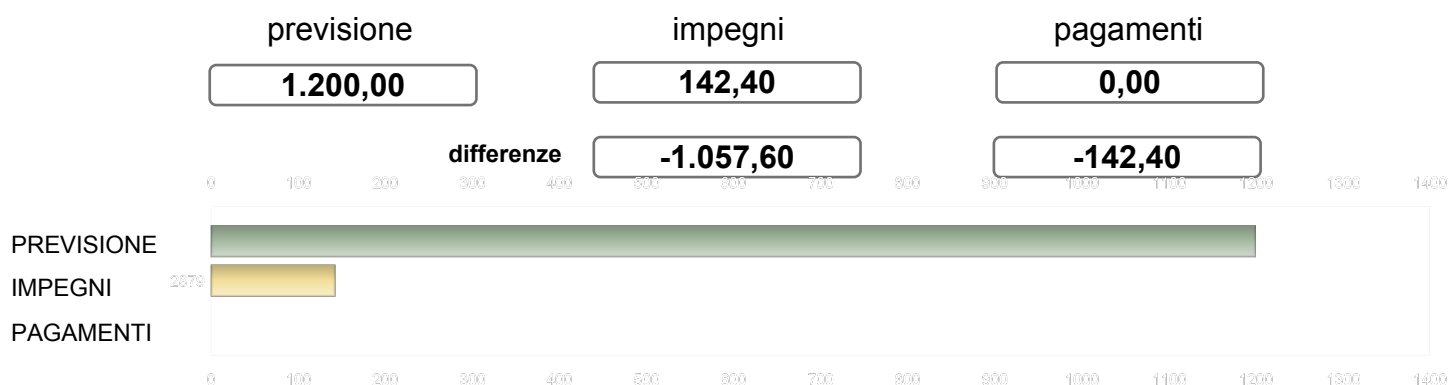 previsione impegni pagamenti
1.200,00 142,40 0,00
differenze -1.057,60 -142,40
0 100 200 300 400 500 600 700 800 900 1000 1100 1200 1300 1400
PREVISIONE
2679
IMPEGNI
PAGAMENTI
0 100 200 300 400 500 600 700 800 900 1000 1100 1200 1300 1400